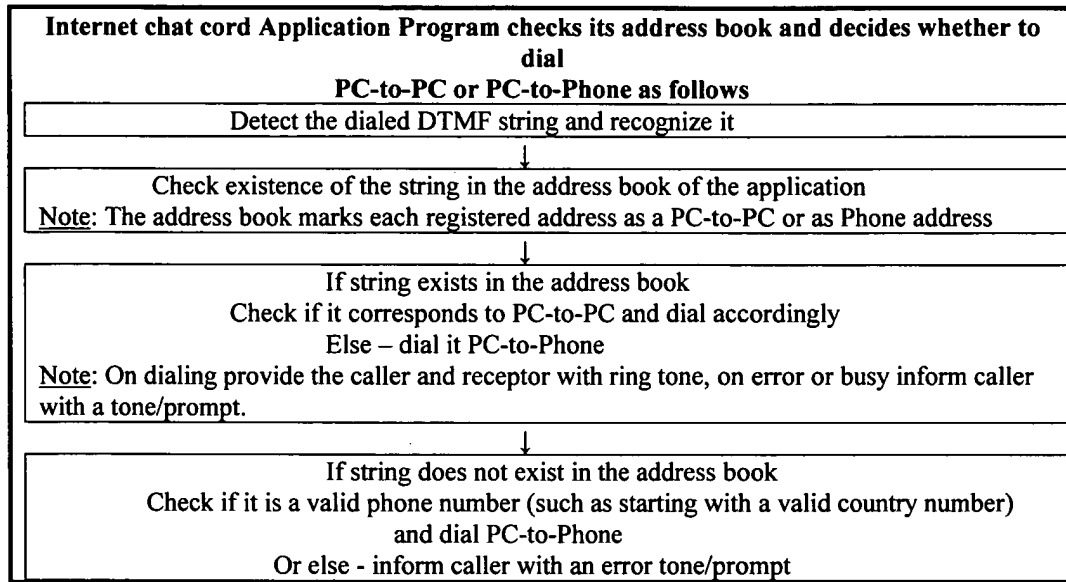 Internet chat cord Application Program checks its address book and decides whether to
dial
PC-to-PC or PC-to-Phone as follows
Detect the dialed DTMF string and recognize it
↓
Check existence of the string in the address book of the application
Note: The address book marks each registered address as a PC-to-PC or as Phone address
↓
If string exists in the address book
Check if it corresponds to PC-to-PC and dial accordingly
Else – dial it PC-to-Phone
Note: On dialing provide the caller and receptor with ring tone, on error or busy inform caller
with a tone/prompt.
↓
If string does not exist in the address book
Check if it is a valid phone number (such as starting with a valid country number)
and dial PC-to-Phone
Or else - inform caller with an error tone/prompt